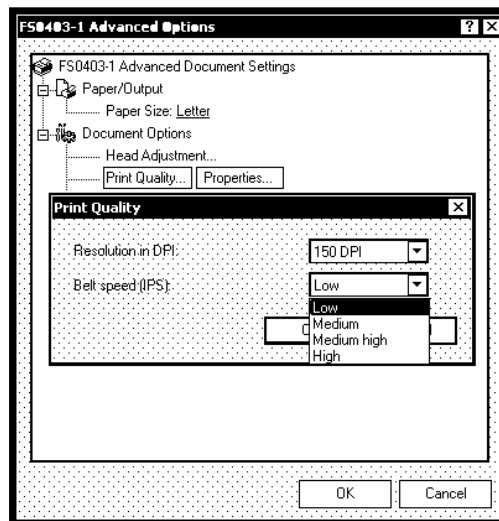 FS0403-1 Advanced Options
FS0403-1 Advanced Document Settings
Paper/Output
Paper Size: Letter
Document Options
Head Adjustment...
Print Quality... Properties...
Print Quality
Resolution in DPI: 150 DPI
Belt speed (IPS): Low
Low
Medium
Medium high
High
OK Cancel